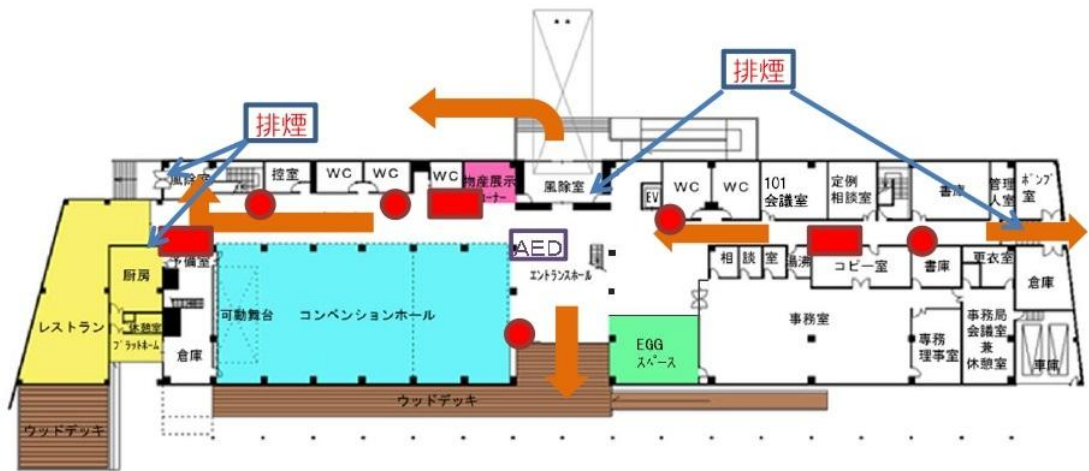 排煙
排煙
風除室
控室
WC
WC
WC
物産展示
コーナー
風除室
EV
WC
WC
101
会議室
定例
相談室
書庫
管理
人室
ポンプ
室
AED
エントランスホール
相
談
室
湯沸
コピー室
書庫
更衣室
倉庫
予備室
厨房
レストラン
休憩室
プラットホーム
倉庫
可動舞台
コンベンションホール
EGG
スペース
事務室
専務
理事室
事務局
会議室
兼
休憩室
車庫
ウッドデッキ
ウッドデッキ